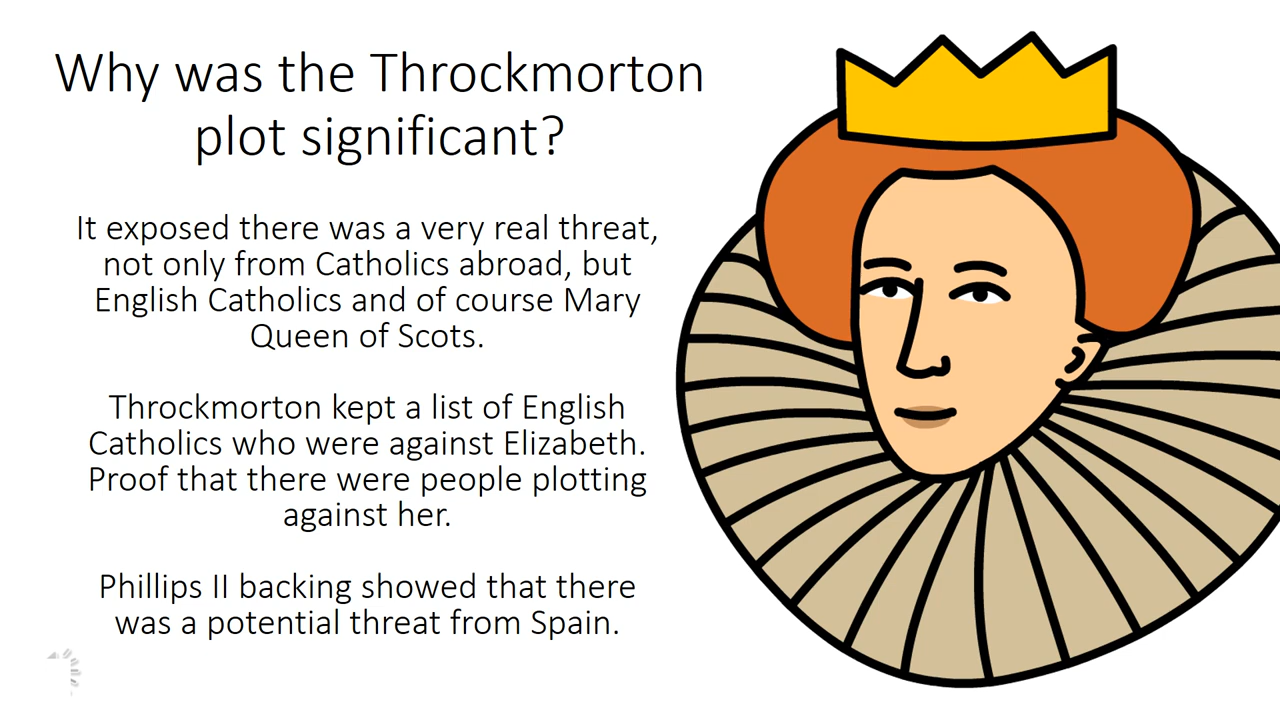 Why was the Throckmorton
plot significant?
It exposed there was a very real threat,
not only from Catholics abroad, but
English Catholics and of course Mary
Queen of Scots.
Throckmorton kept a list of English
Catholics who were against Elizabeth.
Proof that there were people plotting
against her.
Phillips II backing showed that there
was a potential threat from Spain.